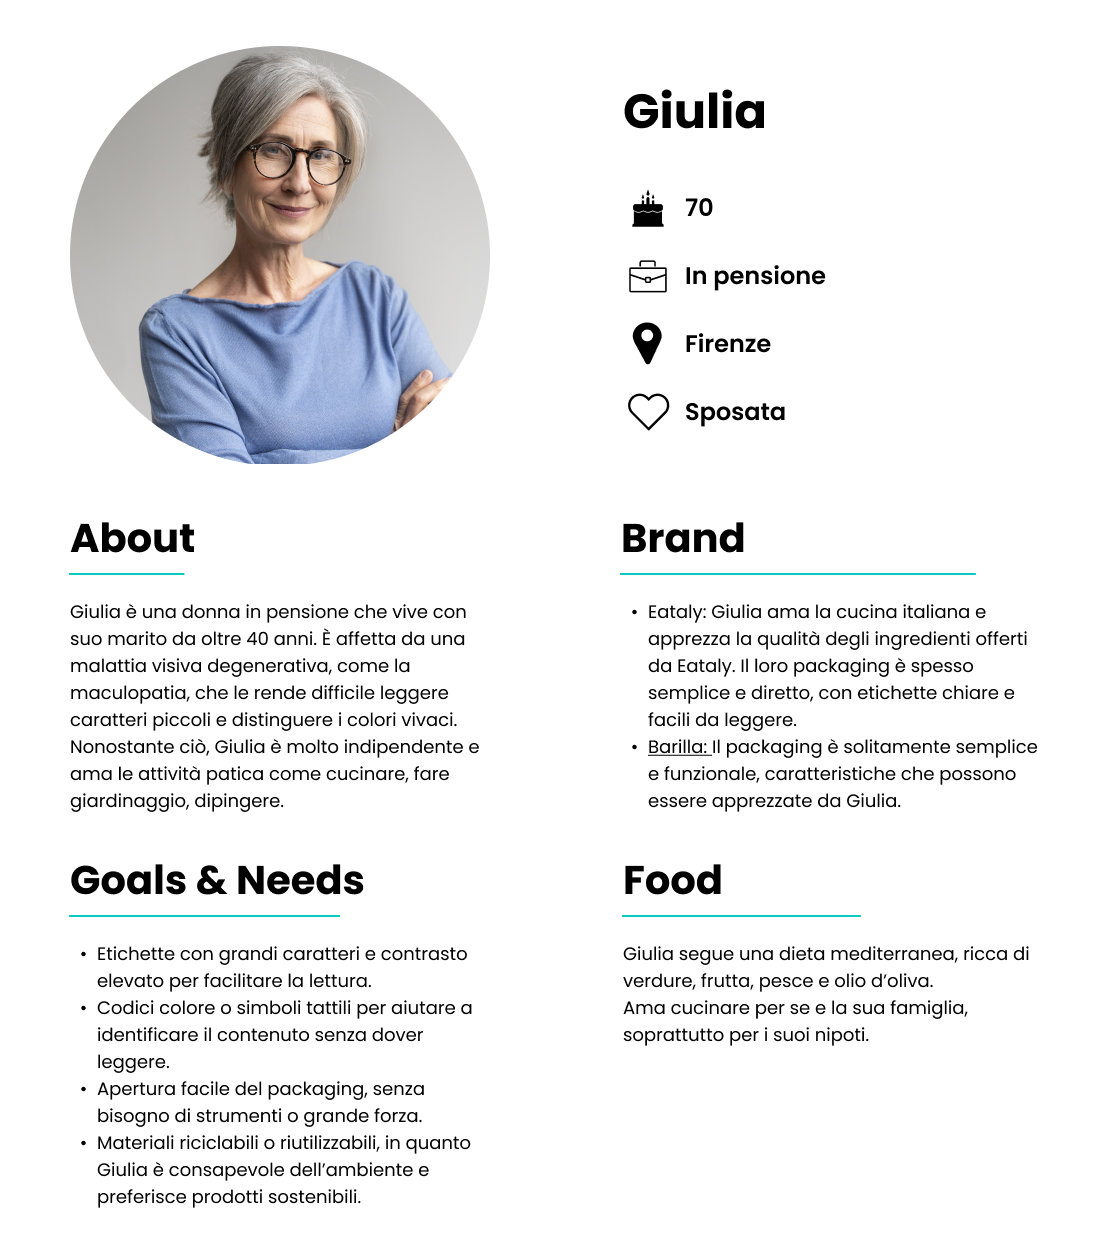 Giulia
70
In pensione
Firenze
Sposata
About
Giulia è una donna in pensione che vive con
suo marito da oltre 40 anni. È affetta da una
malattia visiva degenerativa, come la
maculopatia, che le rende difficile leggere
caratteri piccoli e distinguere i colori vivaci.
Nonostante ciò, Giulia è molto indipendente e
ama le attività patica come cucinare, fare
giardinaggio, dipingere.
Brand
• Eataly: Giulia ama la cucina italiana e
apprezza la qualità degli ingredienti offerti
da Eataly. Il loro packaging è spesso
semplice e diretto, con etichette chiare e
facili da leggere.
• Barilla: Il packaging è solitamente semplice
e funzionale, caratteristiche che possono
essere apprezzate da Giulia.
Goals & Needs
• Etichette con grandi caratteri e contrasto
elevato per facilitare la lettura.
• Codici colore o simboli tattili per aiutare a
identificare il contenuto senza dover
leggere.
• Apertura facile del packaging, senza
bisogno di strumenti o grande forza.
• Materiali riciclabili o riutilizzabili, in quanto
Giulia è consapevole dell’ambiente e
preferisce prodotti sostenibili.
Food
Giulia segue una dieta mediterranea, ricca di
verdure, frutta, pesce e olio d’oliva.
Ama cucinare per se e la sua famiglia,
soprattutto per i suoi nipoti.